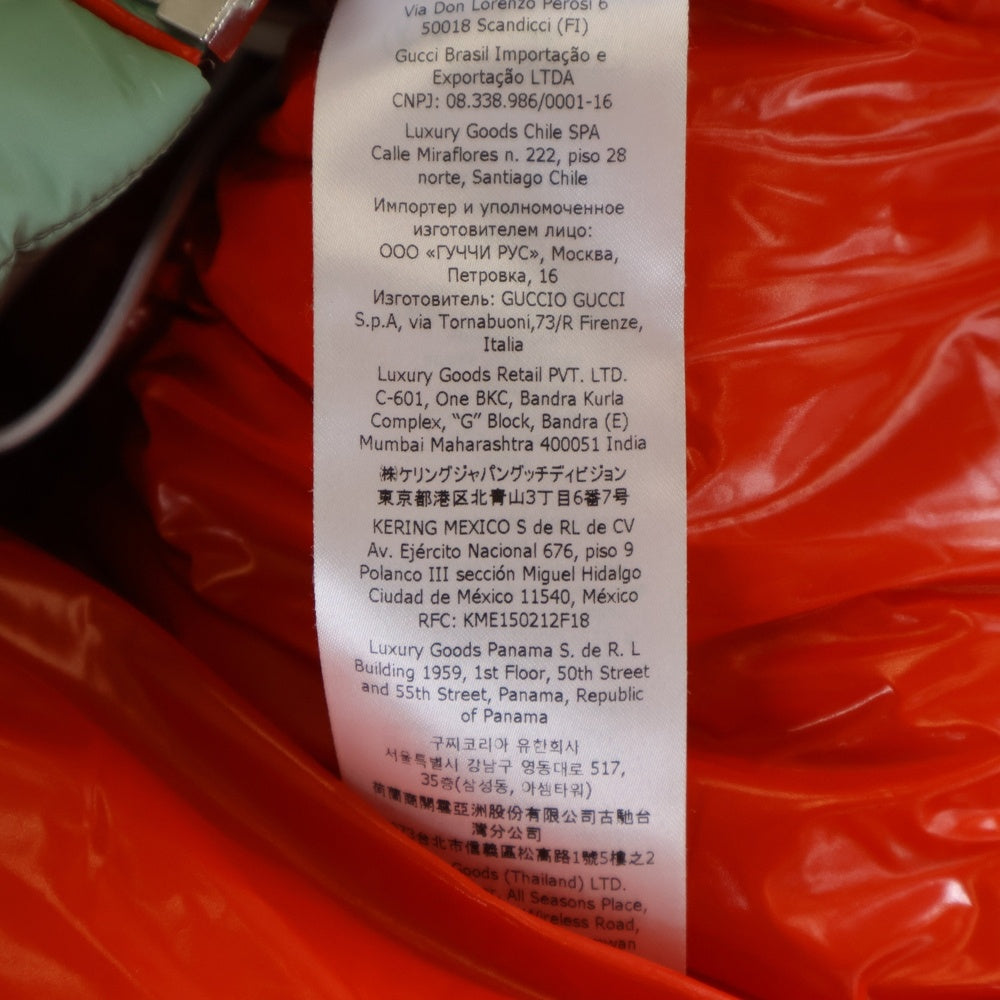 Via Don Lorenzo Perosi 6
50018 Scandicci (FI)
Gucci Brasil Importação e
Exportação LTDA
CNPJ: 08.338.986/0001-16
Luxury Goods Chile SPA
Calle Miraflores n. 222, piso 28
norte, Santiago Chile
Импортер и уполномоченное
изготовителем лицо:
ООО «ГУЧЧИ РУС», Москва,
Петровка, 16
Изготовитель: GUCCIO GUCCI
S.p.A, via Tornabuoni,73/R Firenze,
Italia
Luxury Goods Retail PVT. LTD.
C-601, One BKC, Bandra Kurla
Complex, “G” Block, Bandra (E)
Mumbai Maharashtra 400051 India
㈱ケリングジャパングッチディビジョン
東京都港区北青山3丁目6番7号
KERING MEXICO S de RL de CV
Av. Ejército Nacional 676, piso 9
Polanco III sección Miguel Hidalgo
Ciudad de México 11540, México
RFC: KME150212F18
Luxury Goods Panama S. de R. L
Building 1959, 1st Floor, 50th Street
and 55th Street, Panama, Republic
of Panama
구찌코리아 유한회사
서울특별시 강남구 영동대로 517,
35층(삼성동, 아셈타워)
荷蘭商開雲亞洲股份有限公司古馳台
灣分公司
台北市信義區松高路1號5樓之2
Goods (Thailand) LTD.
All Seasons Place,
Wireless Road,